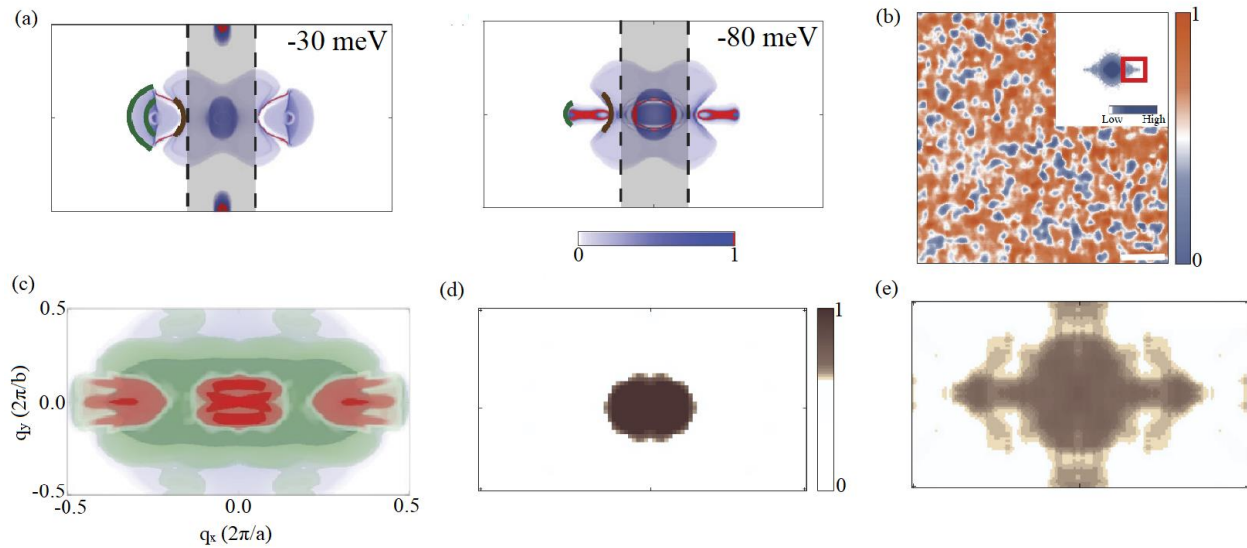 (a)
-30 meV
-80 meV
0
1
(b)
Low
High
1
0
(c)
0.5
0.0
-0.5
-0.5
0.0
0.5
q_y (2π/b)
q_x (2π/a)
(d)
1
0
(e)